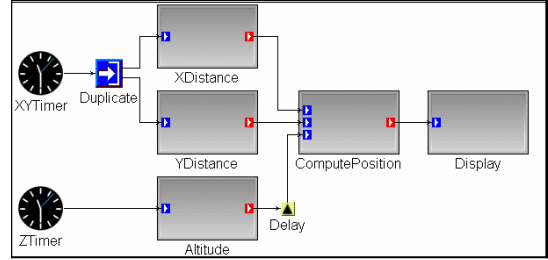 XDistance
XYTimer
Duplicate
YDistance
ComputePosition
Display
ZTimer
Altitude
Delay